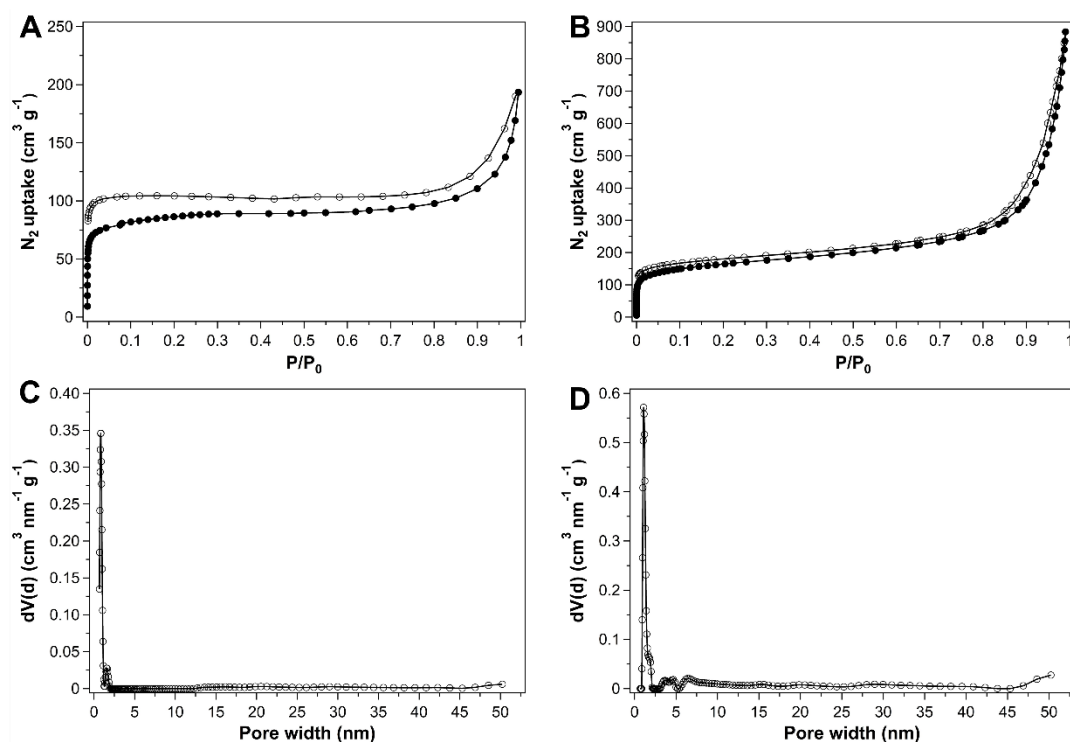 A
N₂ uptake (cm³ g⁻¹)
250
200
150
100
50
0
0 0.1 0.2 0.3 0.4 0.5 0.6 0.7 0.8 0.9 1
P/P₀
B
N₂ uptake (cm³ g⁻¹)
900
800
700
600
500
400
300
200
100
0
0 0.1 0.2 0.3 0.4 0.5 0.6 0.7 0.8 0.9 1
P/P₀
C
dV(d) (cm³ nm⁻¹ g⁻¹)
0.40
0.35
0.30
0.25
0.20
0.15
0.10
0.05
0
0 5 10 15 20 25 30 35 40 45 50
Pore width (nm)
D
dV(d) (cm³ nm⁻¹ g⁻¹)
0.6
0.5
0.4
0.3
0.2
0.1
0
0 5 10 15 20 25 30 35 40 45 50
Pore width (nm)